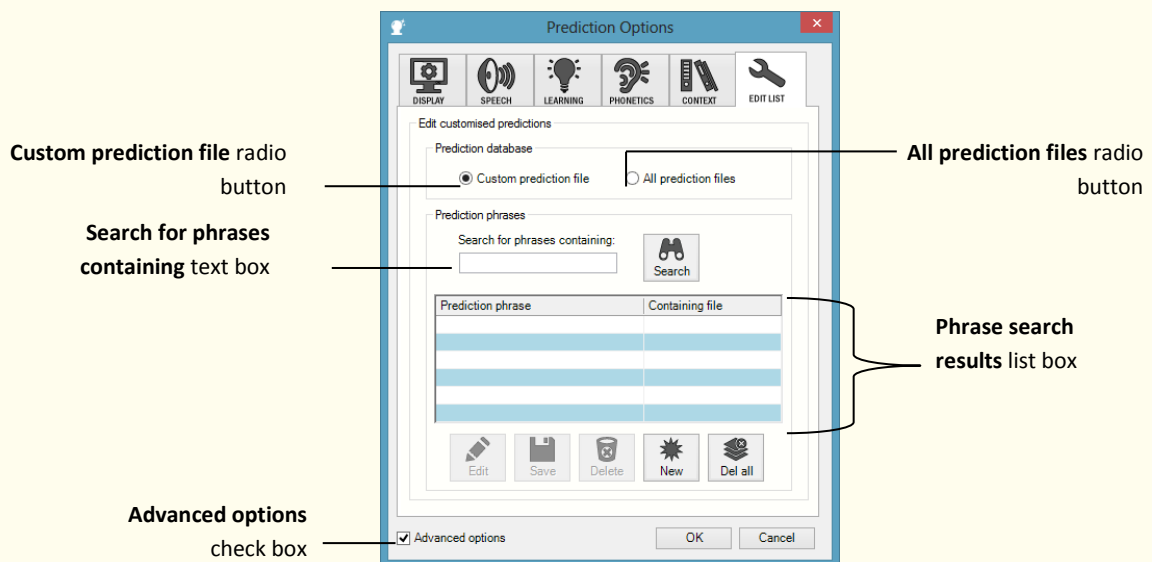 Prediction Options
DISPLAY SPEECH LEARNING PHONETICS CONTEXT EDIT LIST
Edit customised predictions
Prediction database
Custom prediction file radio
button
Custom prediction file All prediction files
All prediction files radio
button
Prediction phrases
Search for phrases
containing text box
Search for phrases containing:
Search
Prediction phrase Containing file
Phrase search
results list box
Edit Save Delete New Del all
Advanced options
check box
Advanced options OK Cancel